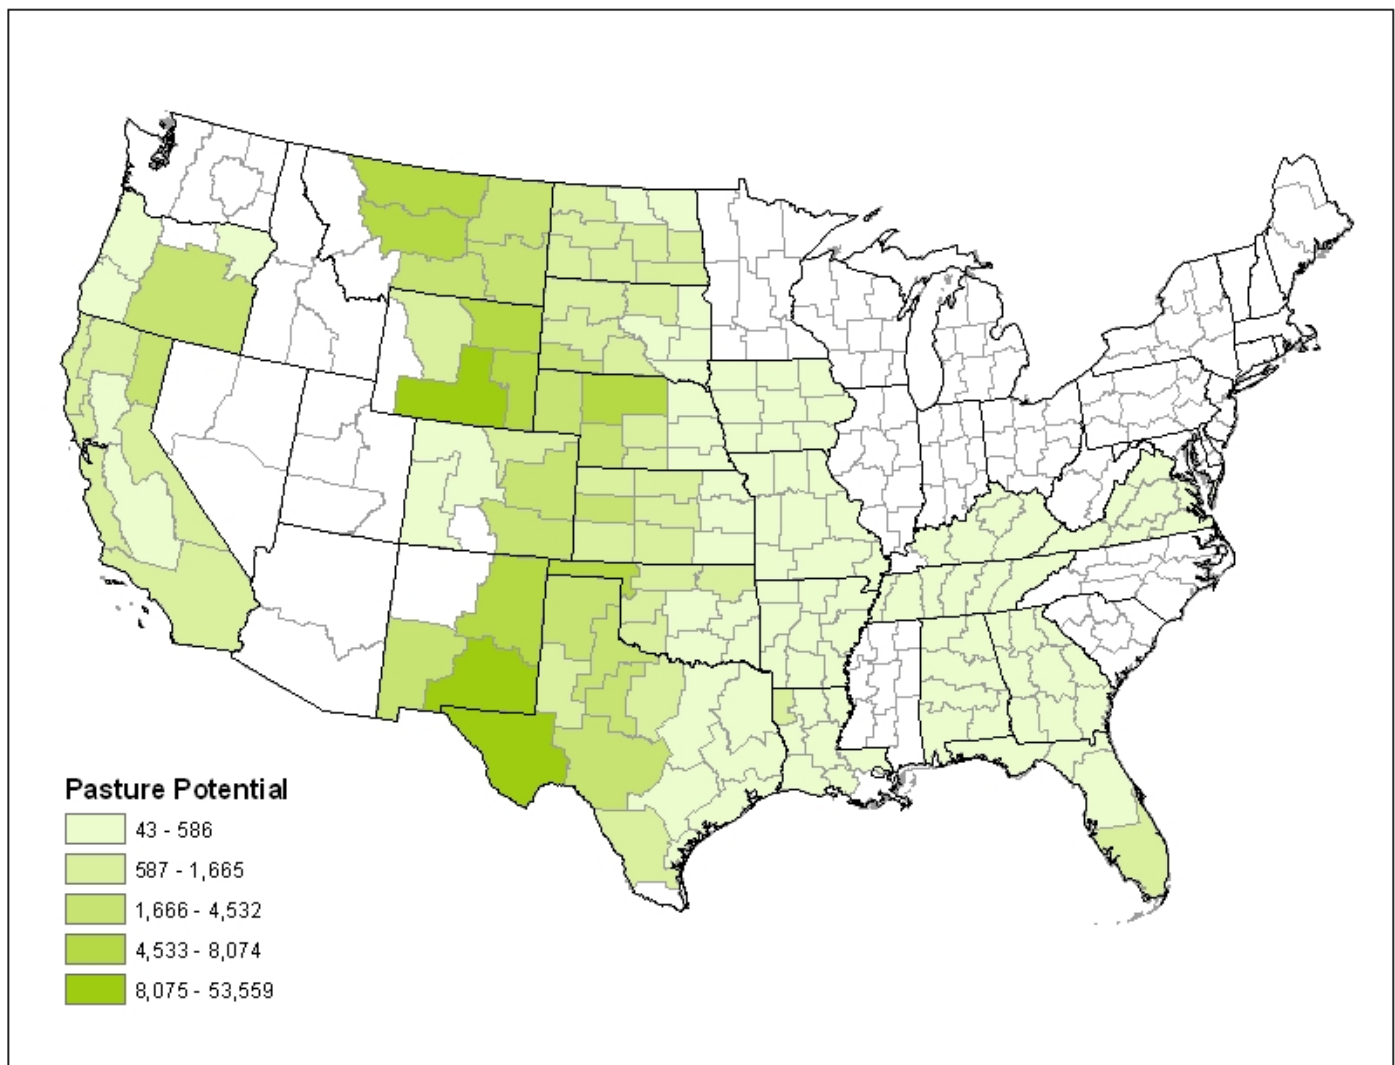 Pasture Potential
43 - 586
587 - 1,665
1,666 - 4,532
4,533 - 8,074
8,075 - 53,559